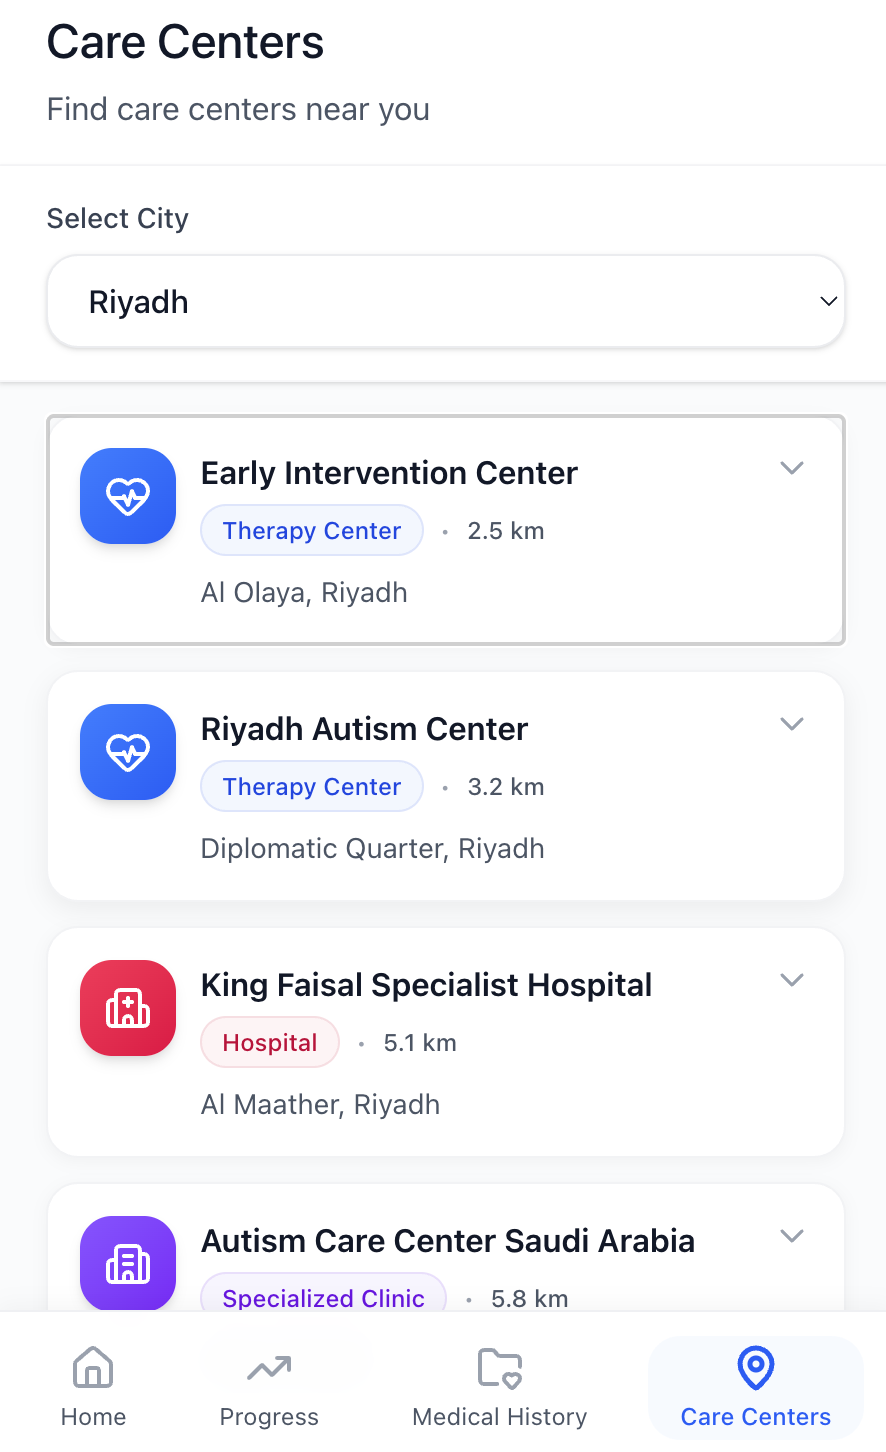 Care Centers
Find care centers near you
Select City
Riyadh
Early Intervention Center
Therapy Center • 2.5 km
Al Olaya, Riyadh
Riyadh Autism Center
Therapy Center • 3.2 km
Diplomatic Quarter, Riyadh
King Faisal Specialist Hospital
Hospital • 5.1 km
Al Maather, Riyadh
Autism Care Center Saudi Arabia
Specialized Clinic • 5.8 km
Home Progress Medical History Care Centers